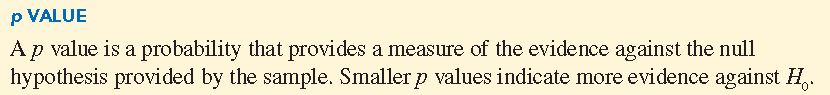 p VALUE
A p value is a probability that provides a measure of the evidence against the null
hypothesis provided by the sample. Smaller p values indicate more evidence against H₀.